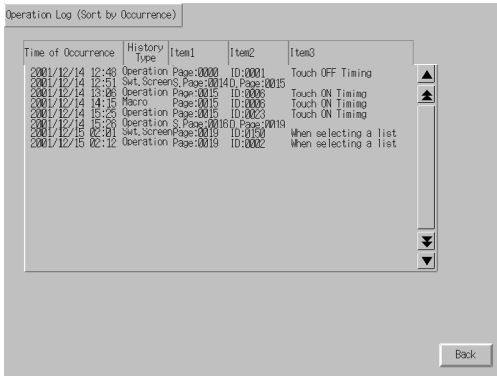 Operation Log (Sort by Occurrence)
Time of Occurrence History Type Item1 Item2 Item3
2001/12/14 12:48 Operation Page:0000 ID:0001 Touch OFF Timing
2001/12/14 12:51 Swt.Screen S.Page:0014 D.Page:0015
2001/12/14 13:06 Operation Page:0015 ID:0006 Touch ON Timimg
2001/12/14 14:15 Macro Page:0015 ID:0006 Touch ON Timimg
2001/12/14 15:25 Operation Page:0015 ID:0023 Touch ON Timimg
2001/12/14 15:26 Operation S.Page:0016 D.Page:0019
2001/12/15 02:01 Swt.Screen Page:0019 ID:0150 When selecting a list
2001/12/15 02:12 Operation Page:0019 ID:0002 When selecting a list
Back